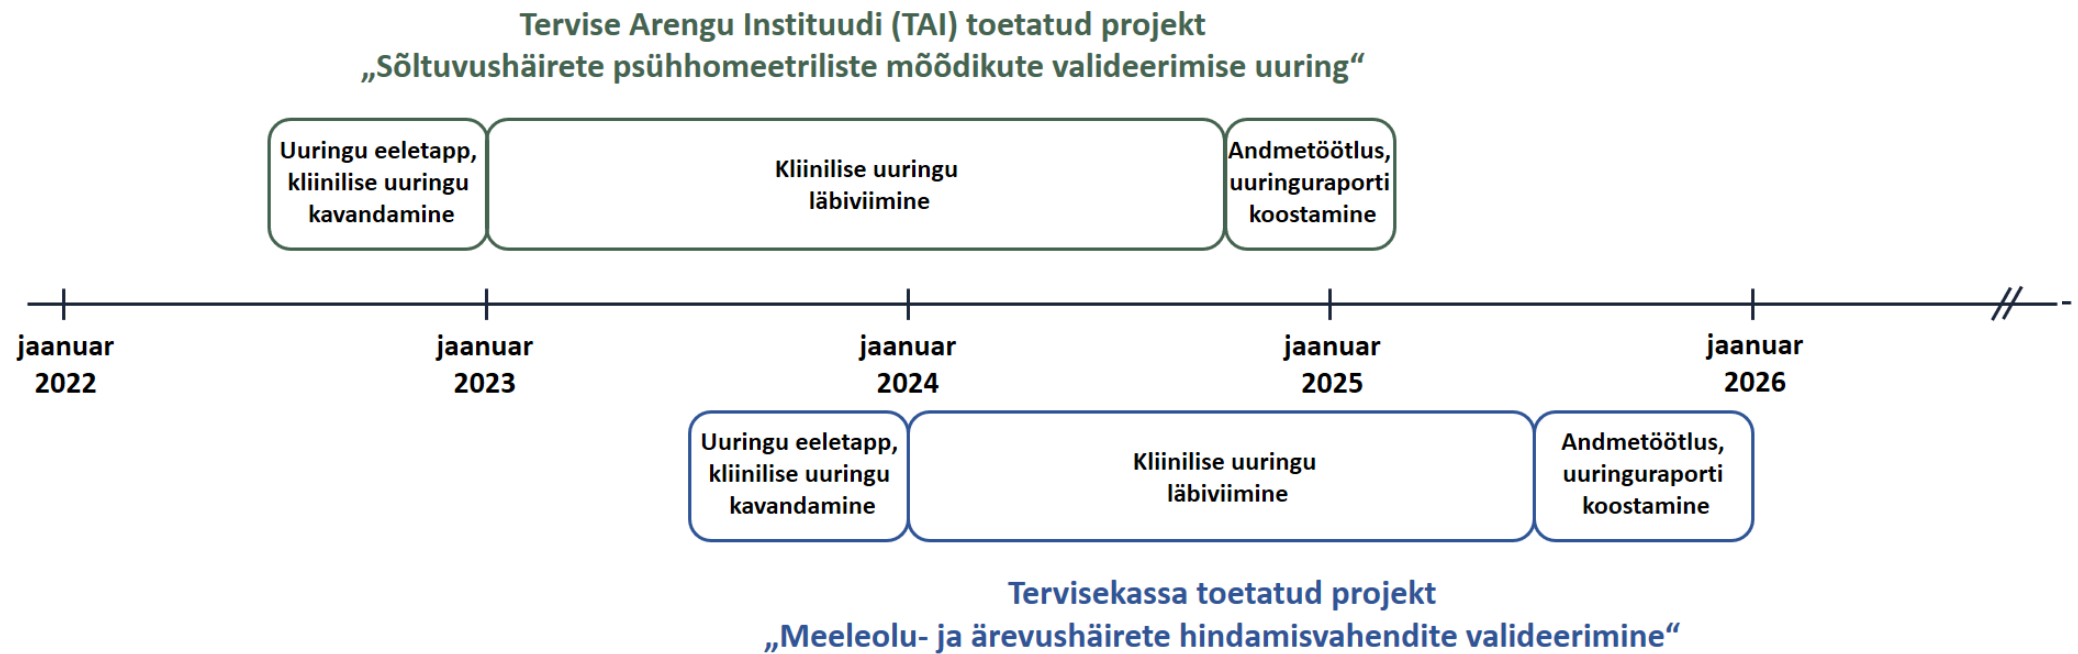 Tervise Arengu Instituudi (TAI) toetatud projekt
„Sõltuvushäirete psühhomeetriliste mõõdikute valideerimise uuring“
Uuringu eeletapp,
kliinilise uuringu
kavandamine
Kliinilise uuringu
läbiviimine
Andmetöötlus,
uuringuraporti
koostamine
jaanuar
2022
jaanuar
2023
jaanuar
2024
jaanuar
2025
jaanuar
2026
Uuringu eeletapp,
kliinilise uuringu
kavandamine
Kliinilise uuringu
läbiviimine
Andmetöötlus,
uuringuraporti
koostamine
Tervisekassa toetatud projekt
„Meeleolu- ja ärevushäirete hindamisvahendite valideerimine“